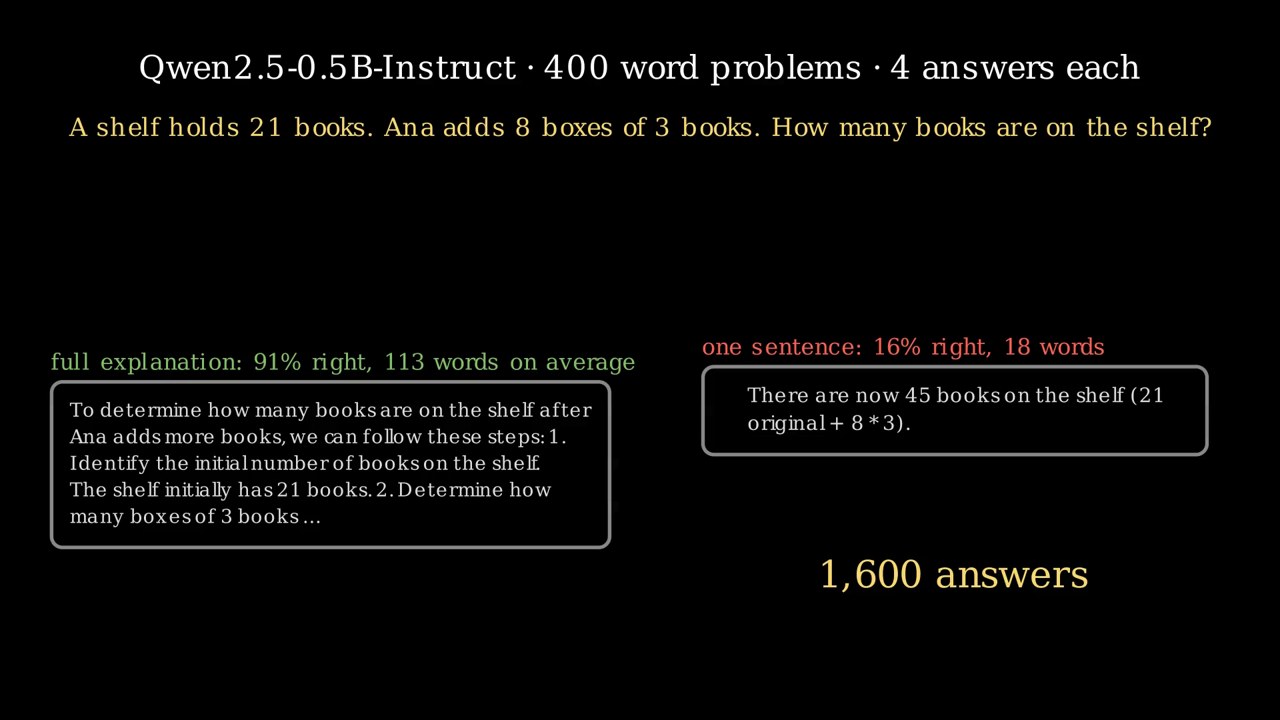 Qwen2.5-0.5B-Instruct · 400 word problems · 4 answers each
A shelf holds 21 books. Ana adds 8 boxes of 3 books. How many books are on the shelf?
full explanation: 91% right, 113 words on average
To determine how many books are on the shelf after
Ana adds more books, we can follow these steps: 1.
Identify the initial number of books on the shelf.
The shelf initially has 21 books. 2. Determine how
many boxes of 3 books ...
one sentence: 16% right, 18 words
There are now 45 books on the shelf (21
original + 8 * 3).
1,600 answers